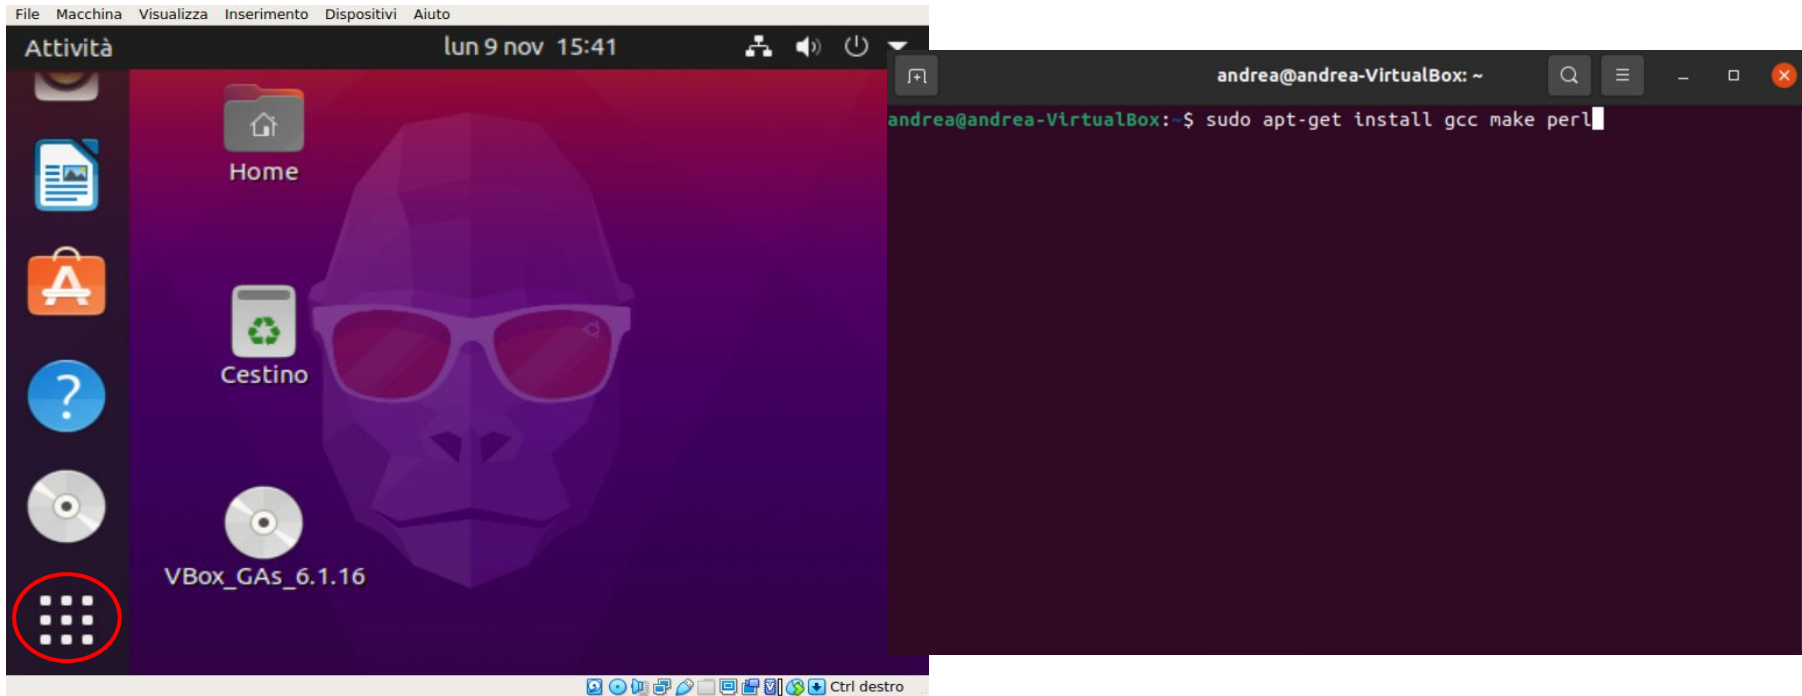 File Macchina Visualizza Inserimento Dispositivi Aiuto
Attività lun 9 nov 15:41
Home
Cestino
VBox_GAs_6.1.16
Ctrl destro
andrea@andrea-VirtualBox: ~
andrea@andrea-VirtualBox:~$ sudo apt-get install gcc make perl